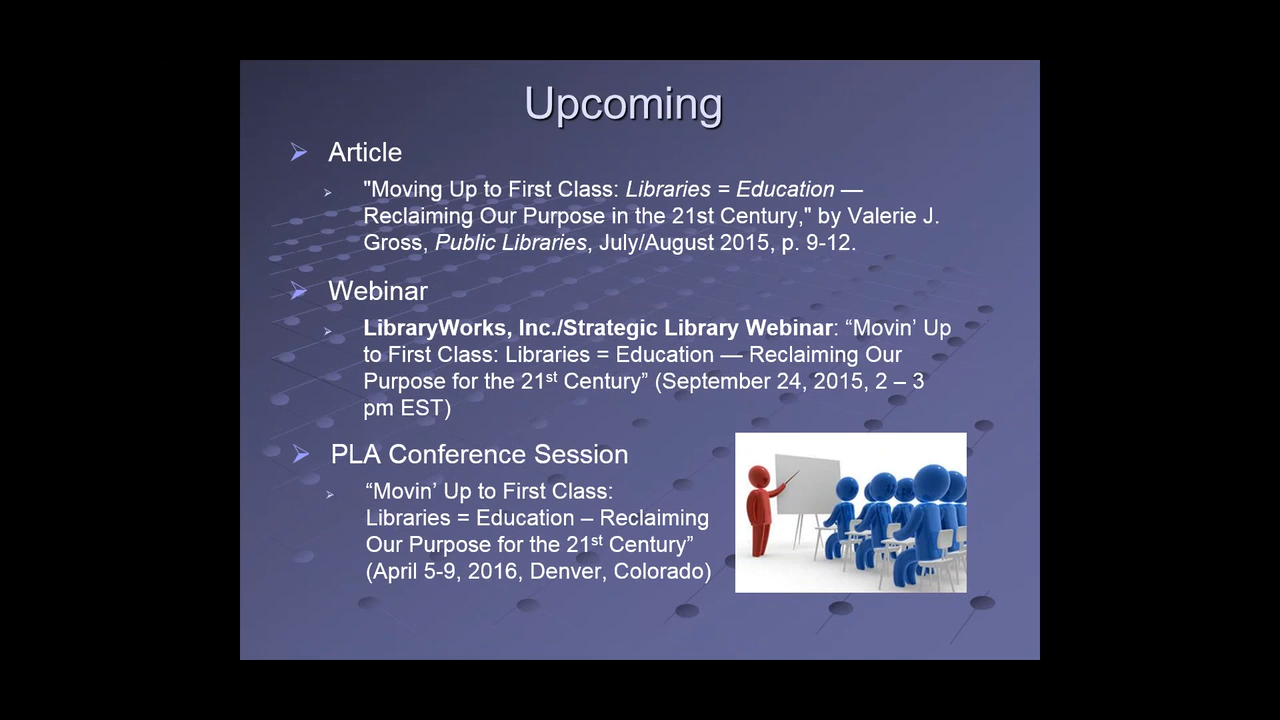 Upcoming
Article
"Moving Up to First Class: Libraries = Education —
Reclaiming Our Purpose in the 21st Century," by Valerie J.
Gross, Public Libraries, July/August 2015, p. 9-12.
Webinar
LibraryWorks, Inc./Strategic Library Webinar: “Movin’ Up
to First Class: Libraries = Education — Reclaiming Our
Purpose for the 21st Century” (September 24, 2015, 2 – 3
pm EST)
PLA Conference Session
“Movin’ Up to First Class:
Libraries = Education – Reclaiming
Our Purpose for the 21st Century”
(April 5-9, 2016, Denver, Colorado)